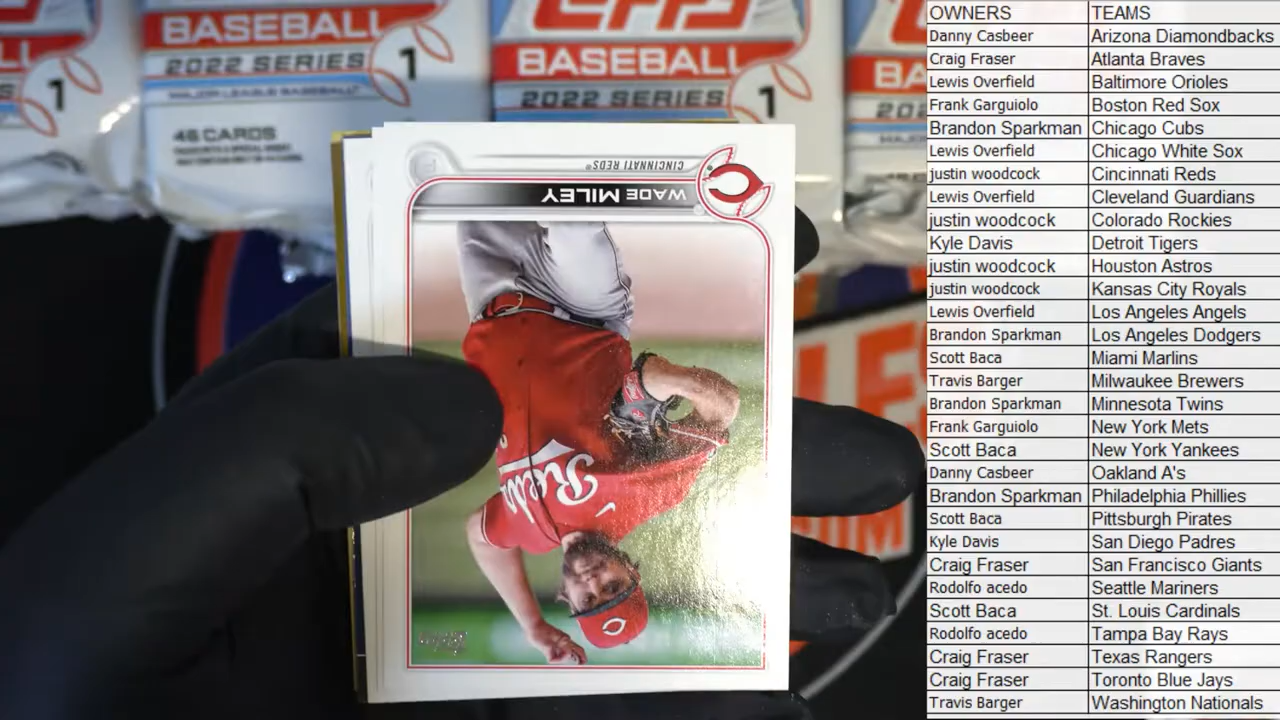 BASEBALL
2022 SERIES 1
MAJOR LEAGUE BASEBALL
46 CARDS
BASEBALL
2022 SERIES 1
1
CINCINNATI REDS®
WADE MILEY
Reds
OWNERS TEAMS
Danny Casbeer Arizona Diamondbacks
Craig Fraser Atlanta Braves
Lewis Overfield Baltimore Orioles
Frank Garguiolo Boston Red Sox
Brandon Sparkman Chicago Cubs
Lewis Overfield Chicago White Sox
justin woodcock Cincinnati Reds
Lewis Overfield Cleveland Guardians
justin woodcock Colorado Rockies
Kyle Davis Detroit Tigers
justin woodcock Houston Astros
justin woodcock Kansas City Royals
Lewis Overfield Los Angeles Angels
Brandon Sparkman Los Angeles Dodgers
Scott Baca Miami Marlins
Travis Barger Milwaukee Brewers
Brandon Sparkman Minnesota Twins
Frank Garguiolo New York Mets
Scott Baca New York Yankees
Danny Casbeer Oakland A's
Brandon Sparkman Philadelphia Phillies
Scott Baca Pittsburgh Pirates
Kyle Davis San Diego Padres
Craig Fraser San Francisco Giants
Rodolfo acedo Seattle Mariners
Scott Baca St. Louis Cardinals
Rodolfo acedo Tampa Bay Rays
Craig Fraser Texas Rangers
Craig Fraser Toronto Blue Jays
Travis Barger Washington Nationals